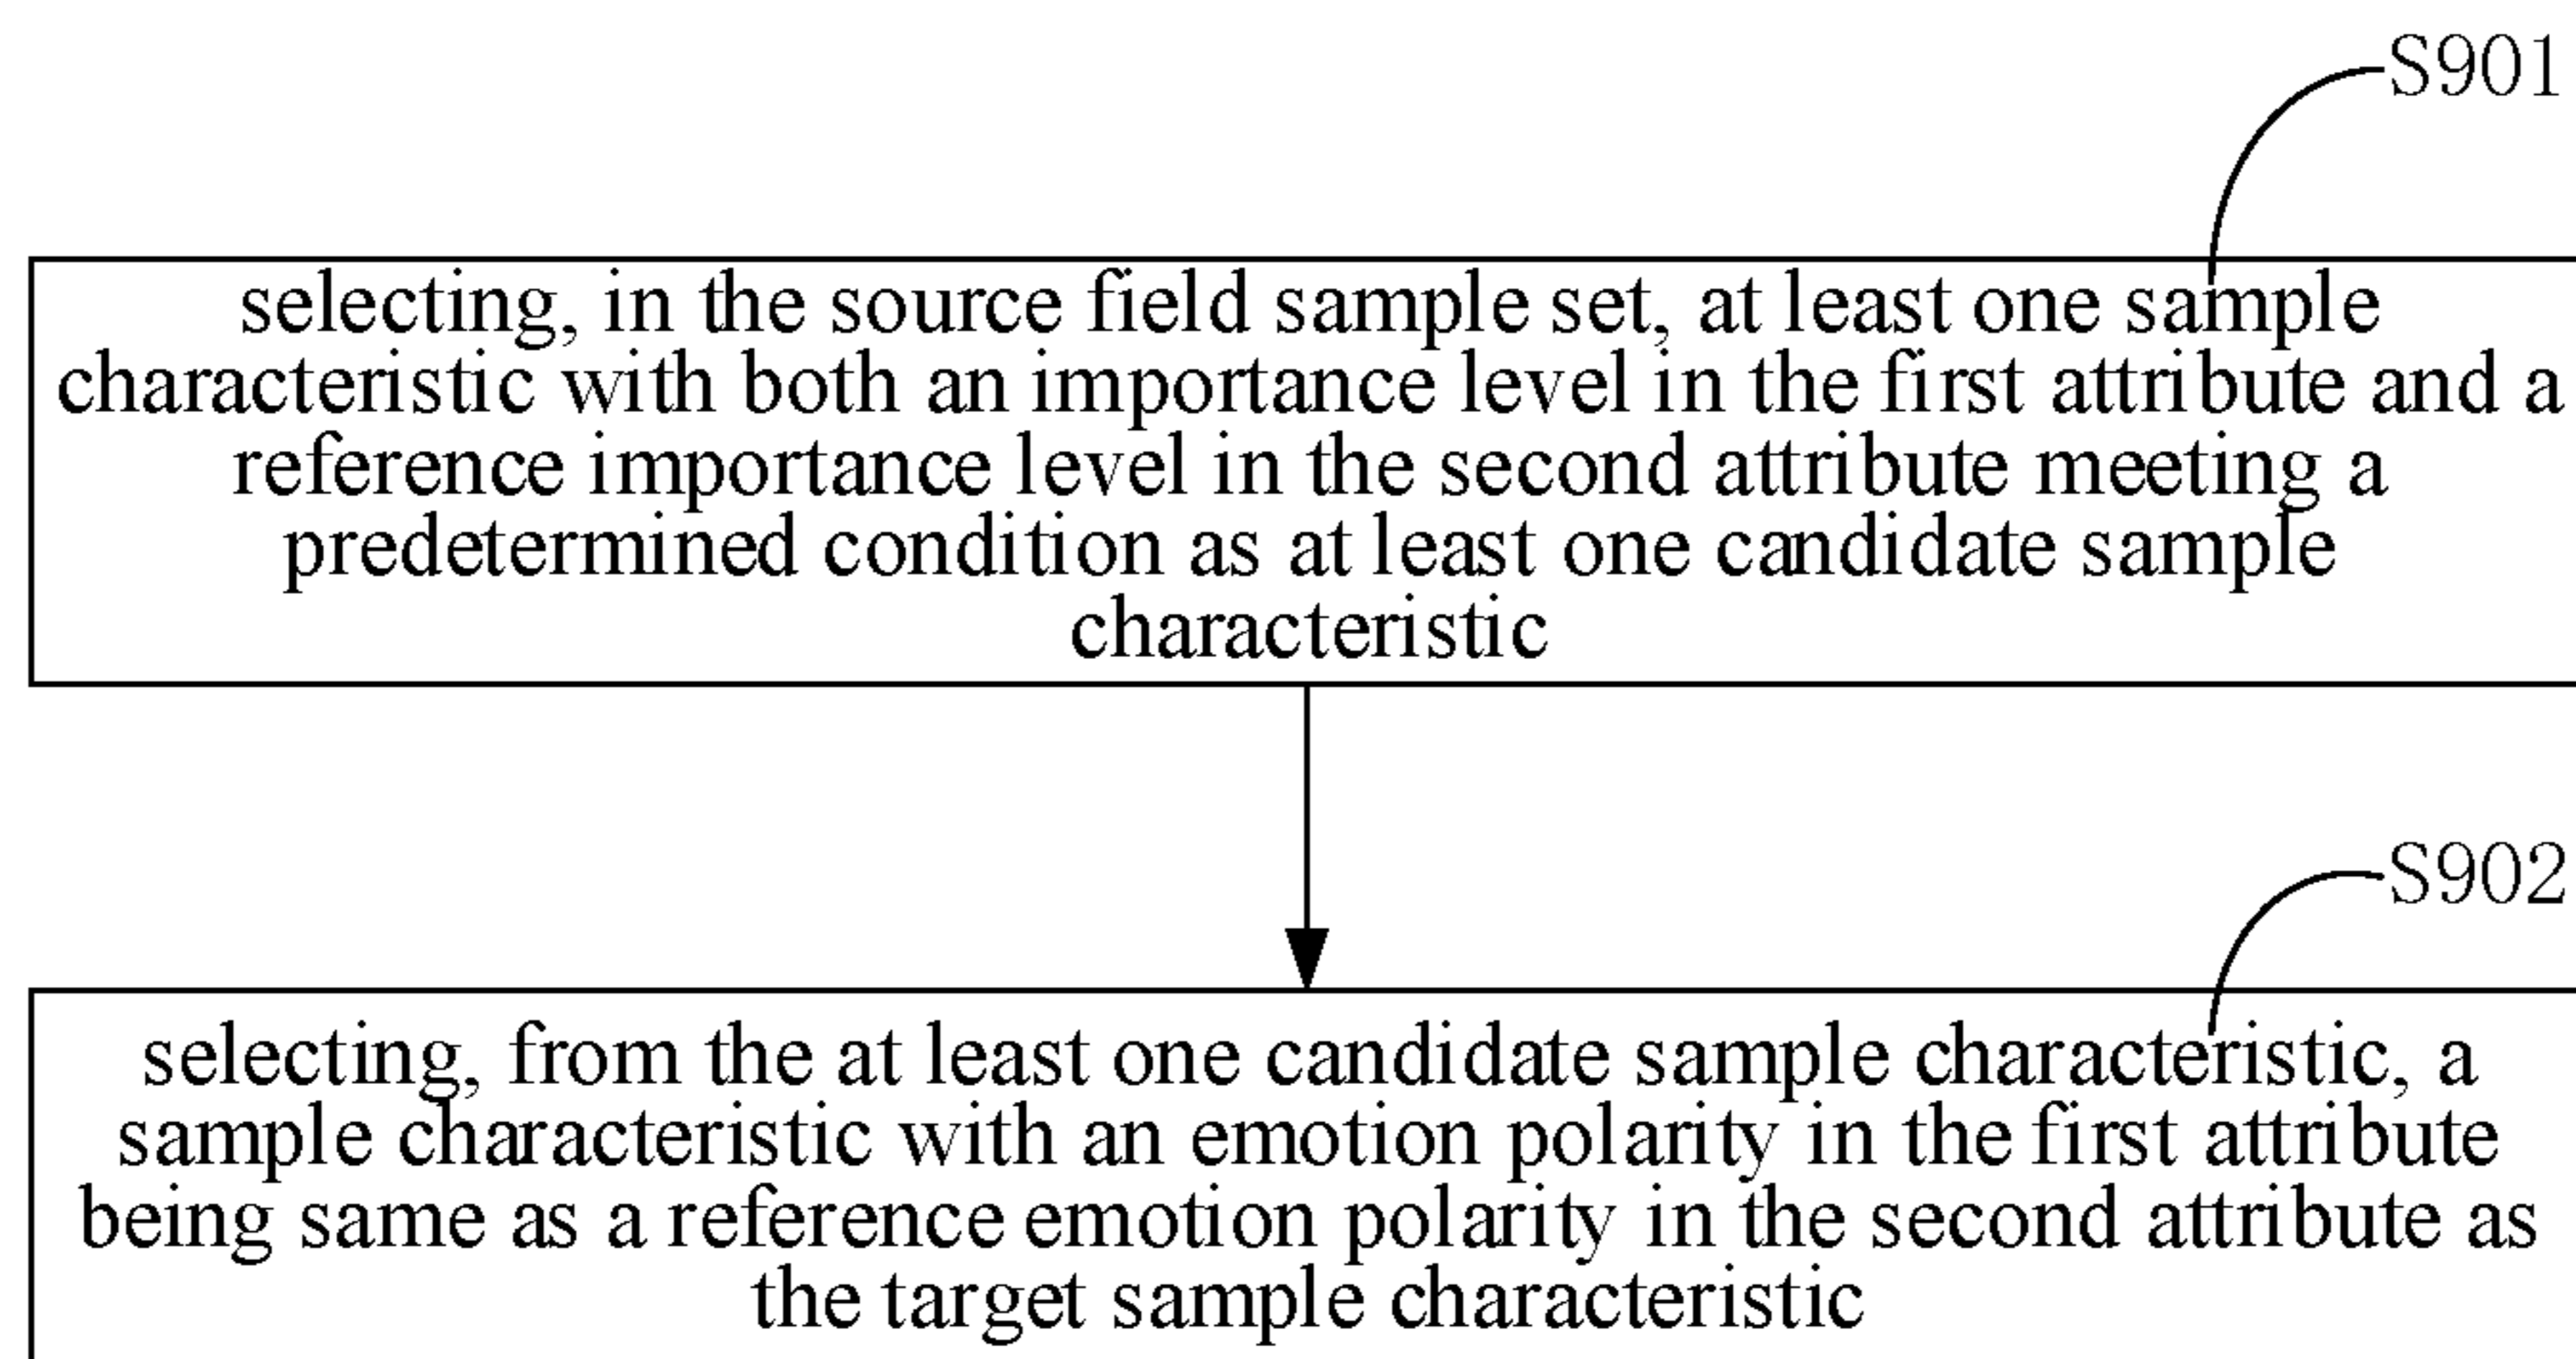 S901
selecting, in the source field sample set, at least one sample
characteristic with both an importance level in the first attribute and a
reference importance level in the second attribute meeting a
predetermined condition as at least one candidate sample
characteristic
S902
selecting, from the at least one candidate sample characteristic, a
sample characteristic with an emotion polarity in the first attribute
being same as a reference emotion polarity in the second attribute as
the target sample characteristic